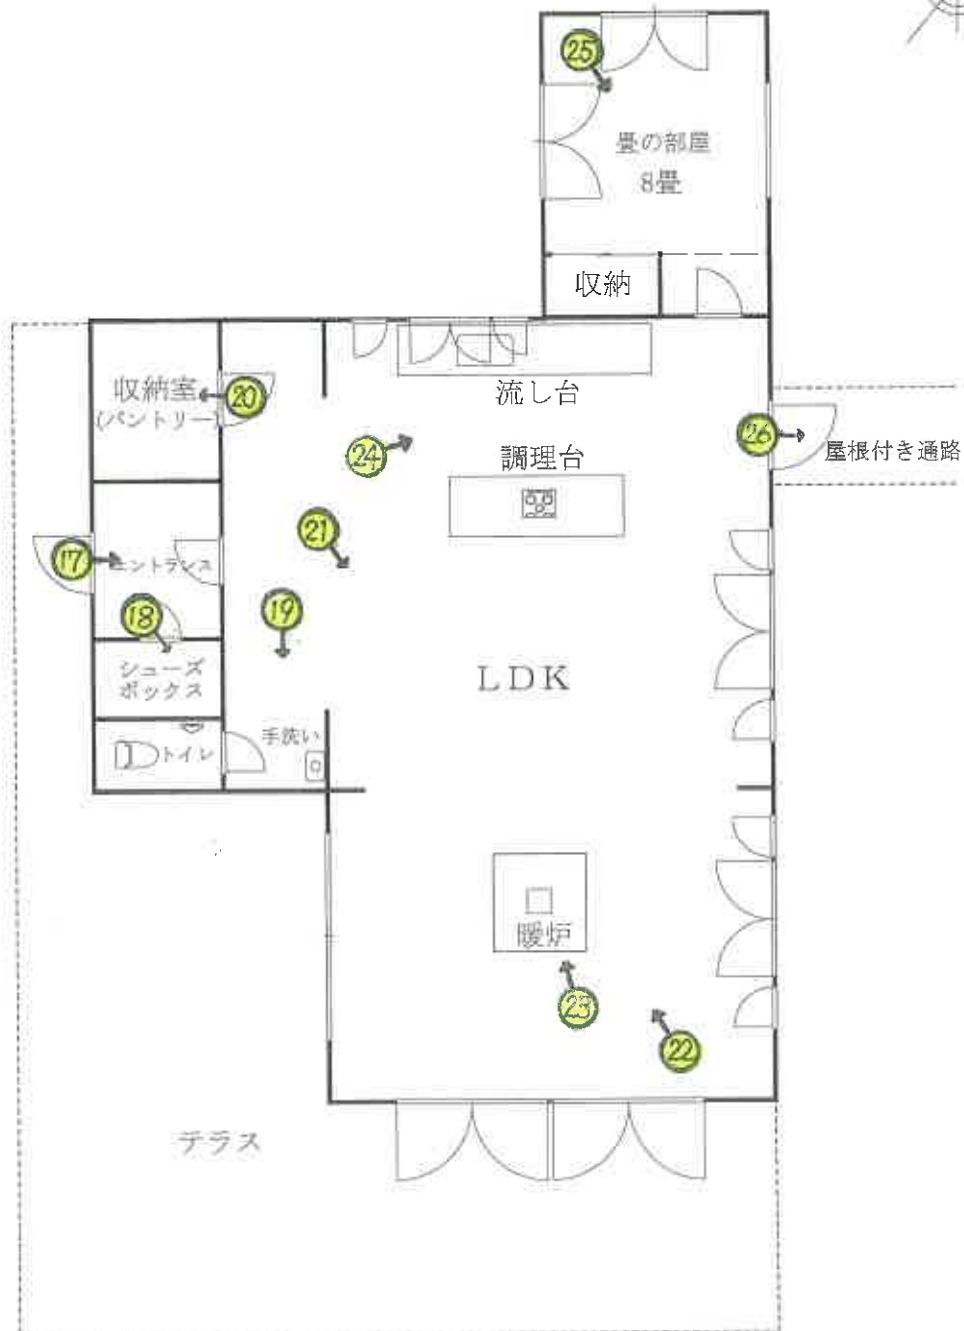 25
畳の部屋
8畳
収納
収納室
(パントリー)
20
流し台
24
調理台
26
屋根付き通路
21
17
エントランス
18
19
シューズ
ボックス
LDK
トイレ
手洗い
暖炉
23
22
テラス